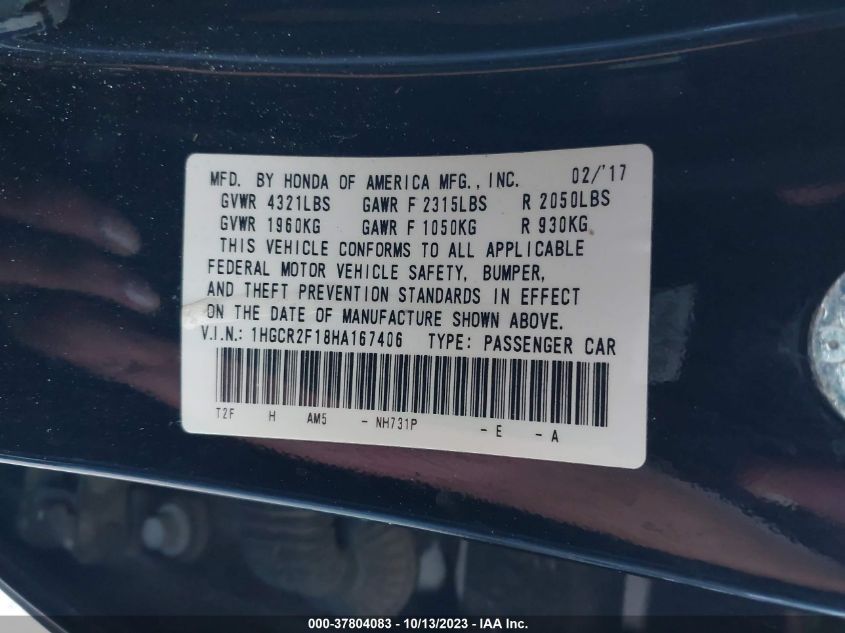 MFD. BY HONDA OF AMERICA MFG., INC. 02/'17
GVWR 4321LBS GAWR F 2315LBS R 2050LBS
GVWR 1960KG GAWR F 1050KG R 930KG
THIS VEHICLE CONFORMS TO ALL APPLICABLE
FEDERAL MOTOR VEHICLE SAFETY, BUMPER,
AND THEFT PREVENTION STANDARDS IN EFFECT
ON THE DATE OF MANUFACTURE SHOWN ABOVE.
V.I.N.: 1HGCR2F18HA167406 TYPE: PASSENGER CAR
T2F H AM5 - NH731P - E - A
000-37804083 - 10/13/2023 - IAA Inc.